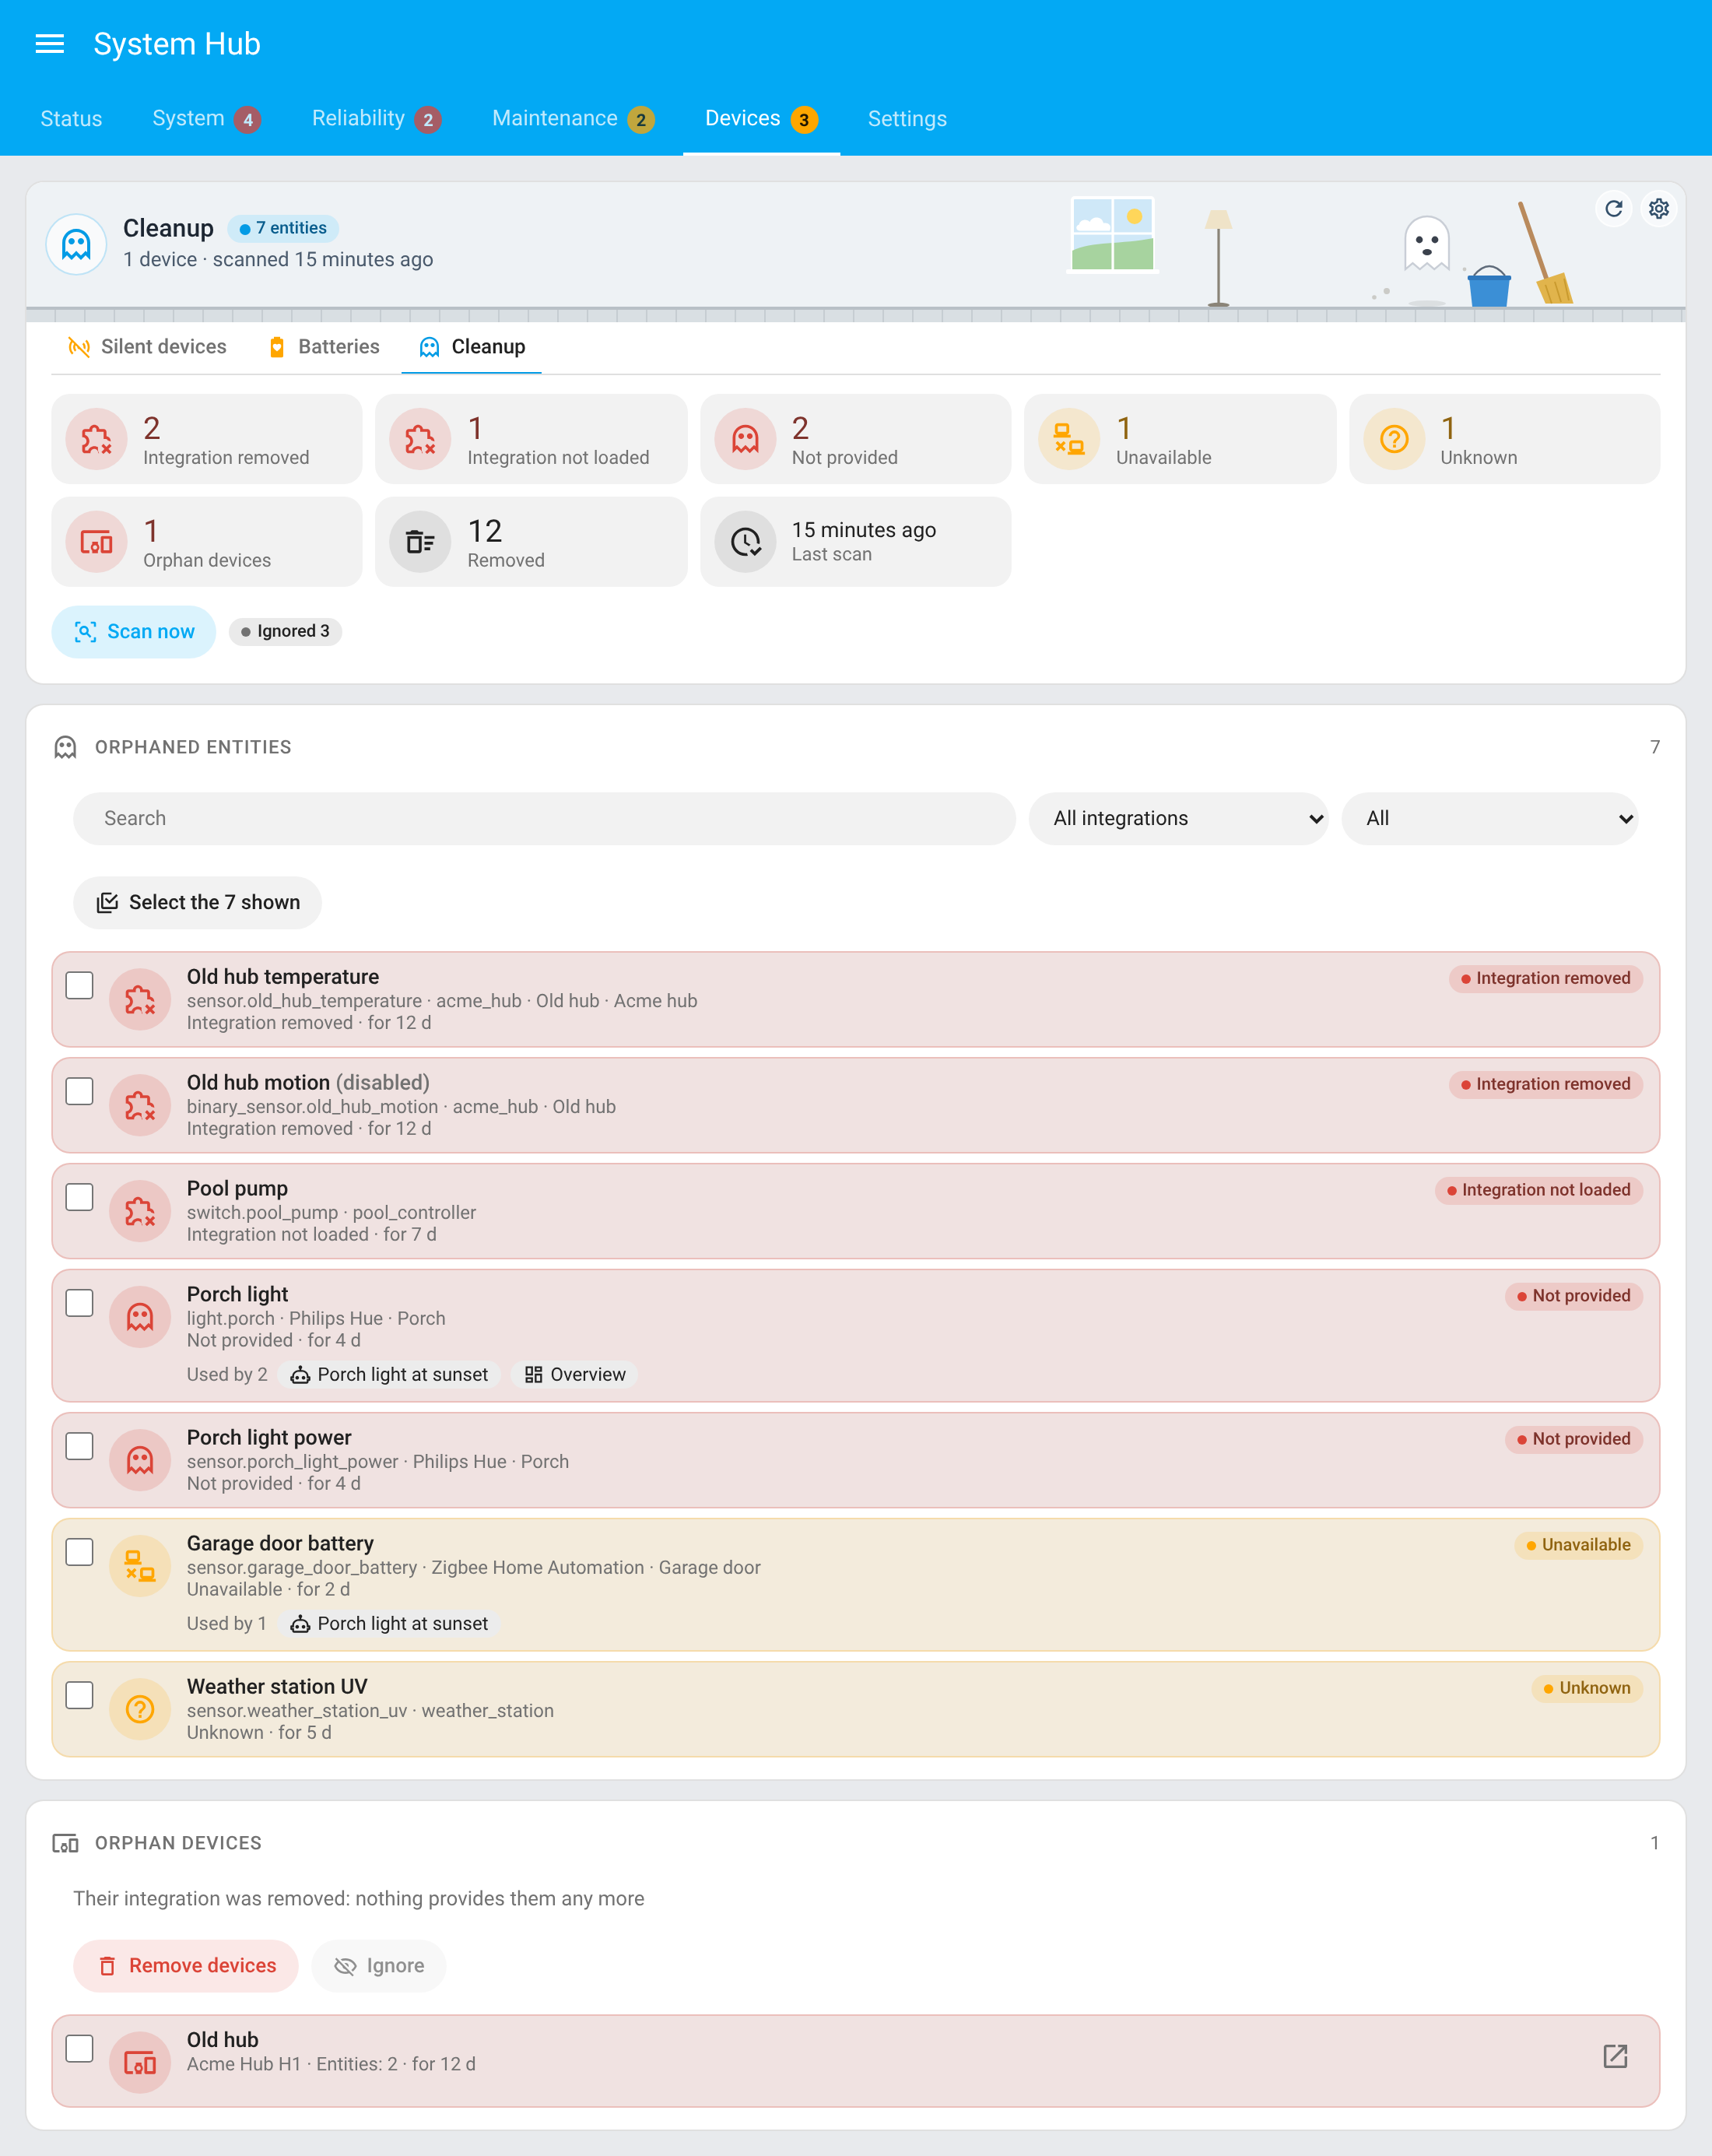 System Hub
Status
System 4
Reliability 2
Maintenance 2
Devices 3
Settings
Cleanup
7 entities
1 device · scanned 15 minutes ago
Silent devices
Batteries
Cleanup
2
Integration removed
1
Integration not loaded
2
Not provided
1
Unavailable
1
Unknown
1
Orphan devices
12
Removed
15 minutes ago
Last scan
Scan now
Ignored 3
ORPHANED ENTITIES
7
Search
All integrations
All
Select the 7 shown
Old hub temperature
Integration removed
sensor.old_hub_temperature · acme_hub · Old hub · Acme hub
Integration removed · for 12 d
Old hub motion (disabled)
Integration removed
binary_sensor.old_hub_motion · acme_hub · Old hub
Integration removed · for 12 d
Pool pump
Integration not loaded
switch.pool_pump · pool_controller
Integration not loaded · for 7 d
Porch light
Not provided
light.porch · Philips Hue · Porch
Not provided · for 4 d
Used by 2
Porch light at sunset
Overview
Porch light power
Not provided
sensor.porch_light_power · Philips Hue · Porch
Not provided · for 4 d
Garage door battery
Unavailable
sensor.garage_door_battery · Zigbee Home Automation · Garage door
Unavailable · for 2 d
Used by 1
Porch light at sunset
Weather station UV
Unknown
sensor.weather_station_uv · weather_station
Unknown · for 5 d
ORPHAN DEVICES
1
Their integration was removed: nothing provides them any more
Remove devices
Ignore
Old hub
Acme Hub H1 · Entities: 2 · for 12 d